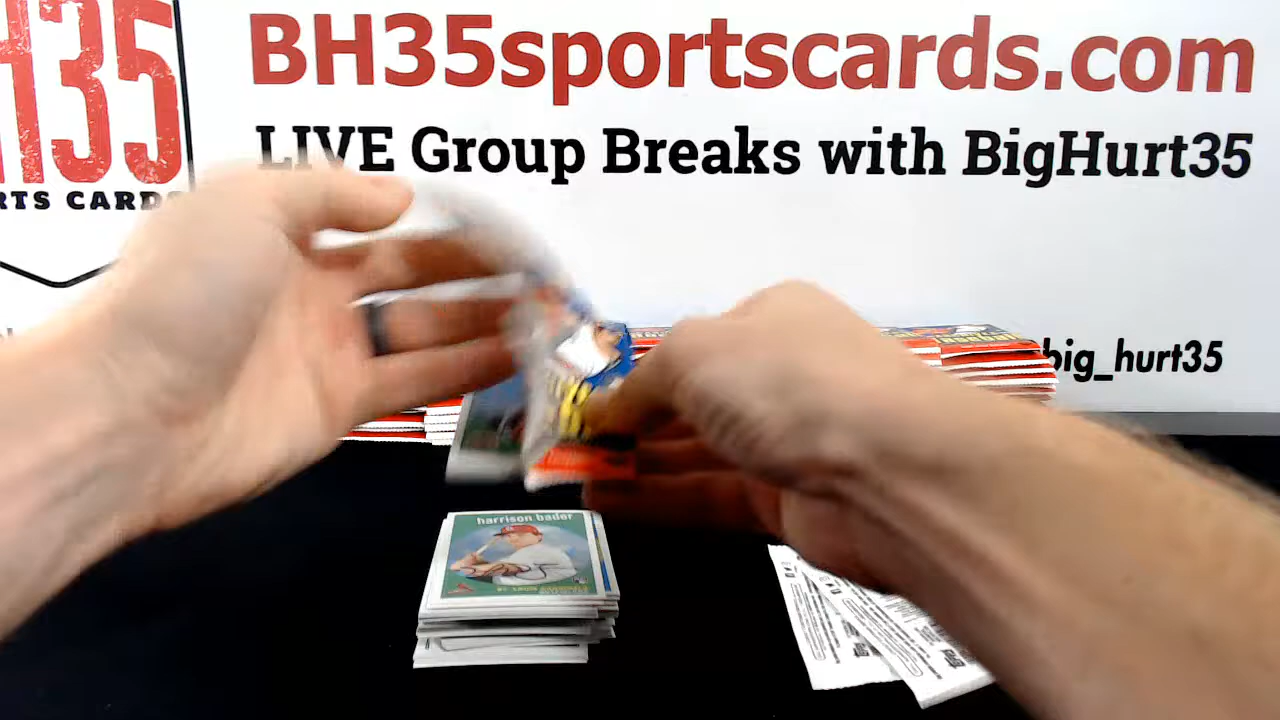 BH35sportscards.com
LIVE Group Breaks with BigHurt35
H35
RTS CARDS
big_hurt35
harrison bader